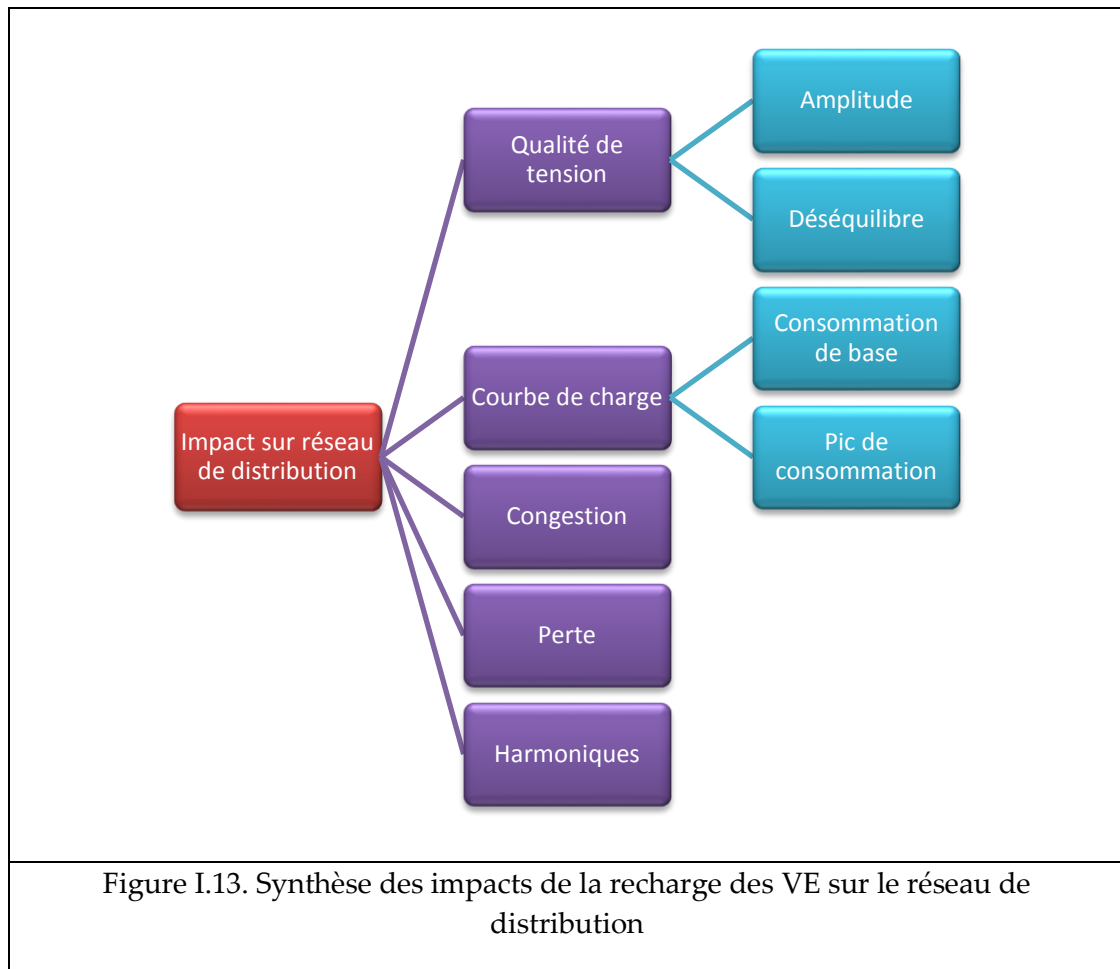 Impact sur réseau
de distribution
Qualité de
tension
Amplitude
Déséquilibre
Courbe de charge
Consommation
de base
Pic de
consommation
Congestion
Perte
Harmoniques
Figure I.13. Synthèse des impacts de la recharge des VE sur le réseau de
distribution